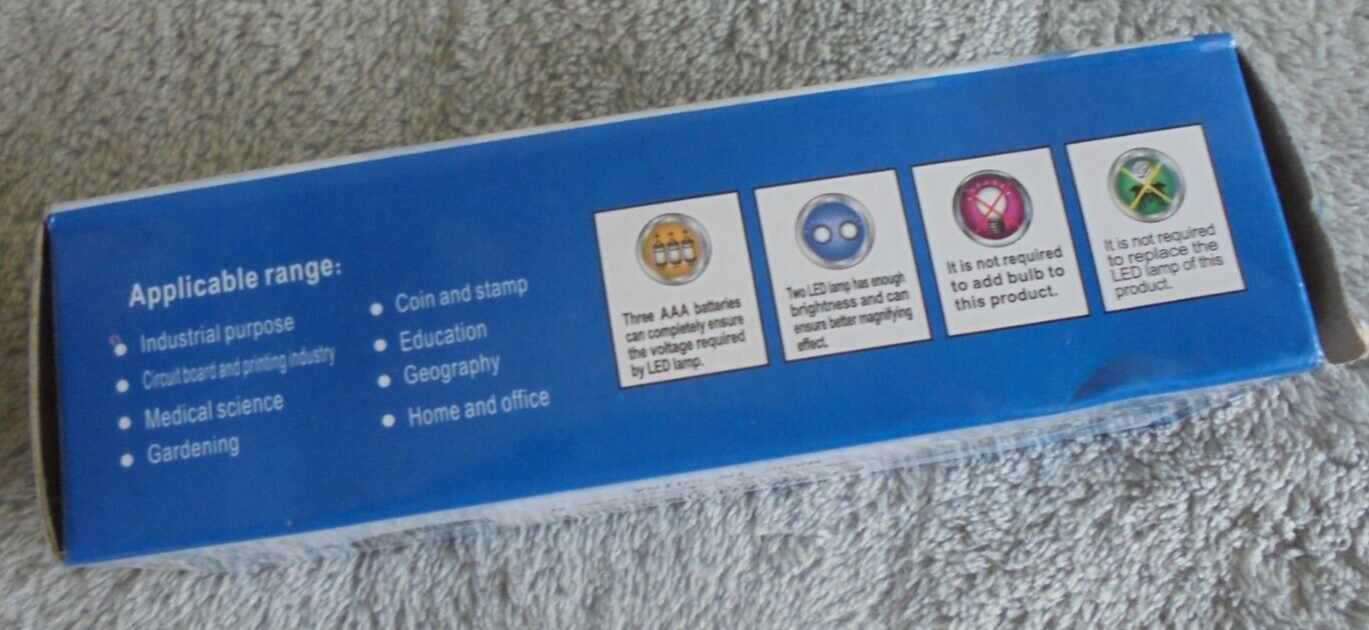 Applicable range:
Industrial purpose
Circuit board and printing industry
Medical science
Gardening
Coin and stamp
Education
Geography
Home and office
Three AAA batteries
can completely ensure
the voltage required
by LED lamp.
Two LED lamp has enough
brightness and can
ensure better magnifying
effect.
It is not required
to add bulb to
this product.
It is not required
to replace the
LED lamp of this
product.